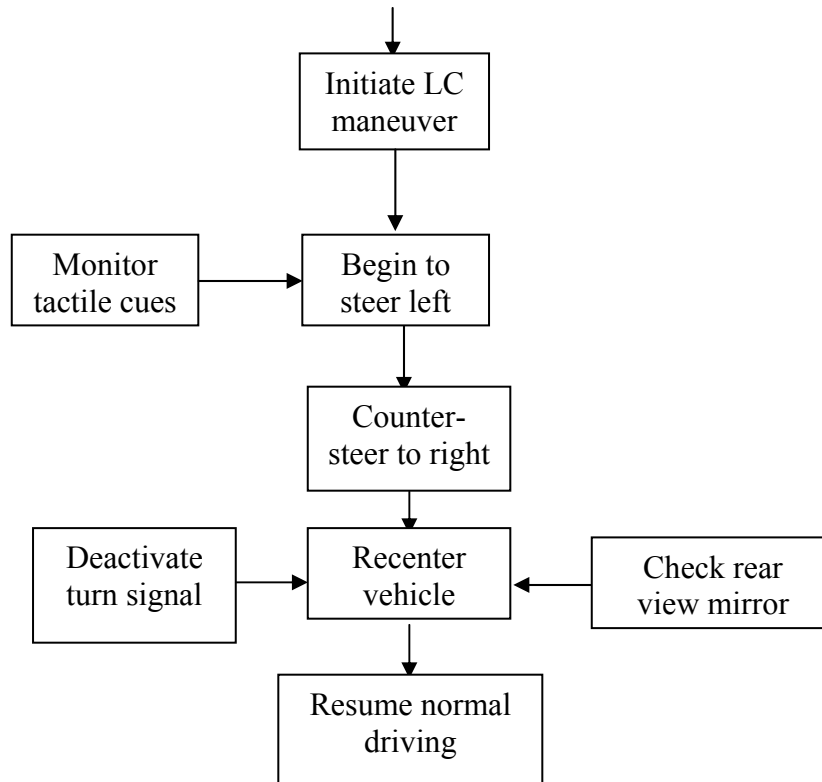 Initiate LC
maneuver
Monitor
tactile cues
Begin to
steer left
Counter-
steer to right
Deactivate
turn signal
Recenter
vehicle
Check rear
view mirror
Resume normal
driving